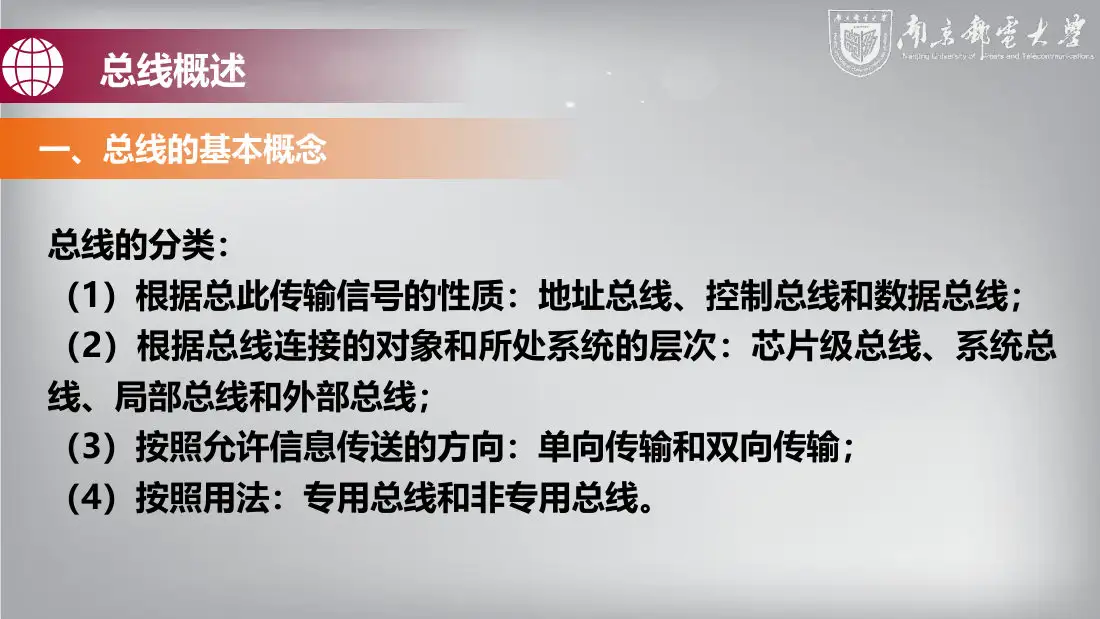 总线概述
南京邮电大学
Nanjing University of Posts and Telecommunications
一、总线的基本概念
总线的分类：
（1）根据总此传输信号的性质：地址总线、控制总线和数据总线；
（2）根据总线连接的对象和所处系统的层次：芯片级总线、系统总
线、局部总线和外部总线；
（3）按照允许信息传送的方向：单向传输和双向传输；
（4）按照用法：专用总线和非专用总线。